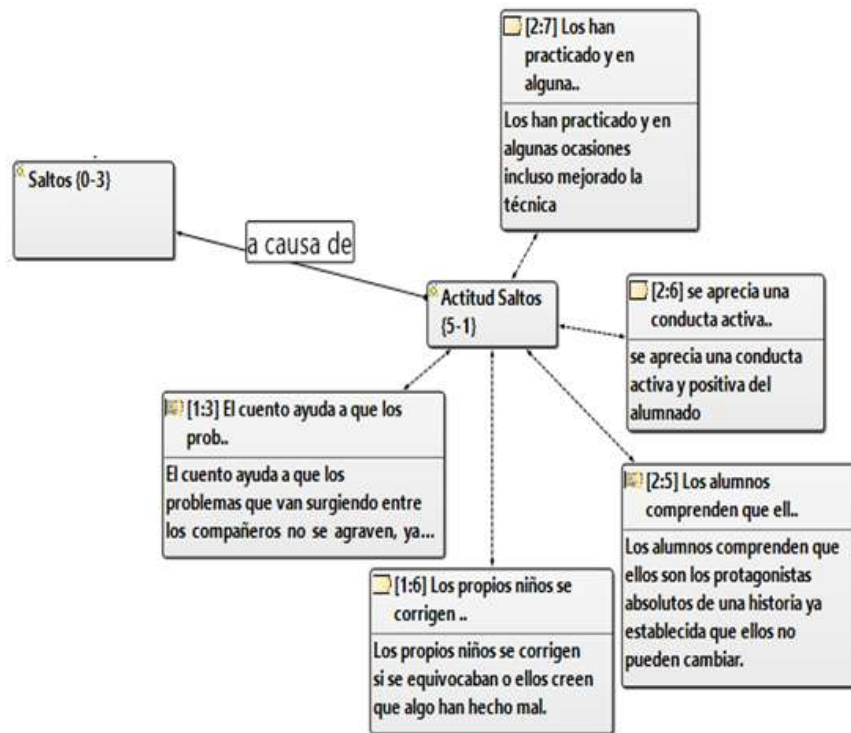 [2:7] Los han
practicado y en
alguna..
Los han practicado y en
algunas ocasiones
incluso mejorado la
técnica
Saltos {0-3}
a causa de
Actitud Saltos
{5-1}
[2:6] se aprecia una
conducta activa..
se aprecia una conducta
activa y positiva del
alumnado
[1:3] El cuento ayuda a que los
prob..
El cuento ayuda a que los
problemas que van surgiendo entre
los compañeros no se agraven, ya...
[2:5] Los alumnos
comprenden que ell..
Los alumnos comprenden que
ellos son los protagonistas
absolutos de una historia ya
establecida que ellos no
pueden cambiar.
[1:6] Los propios niños se
corrigen ..
Los propios niños se corrigen
si se equivocaban o ellos creen
que algo han hecho mal.